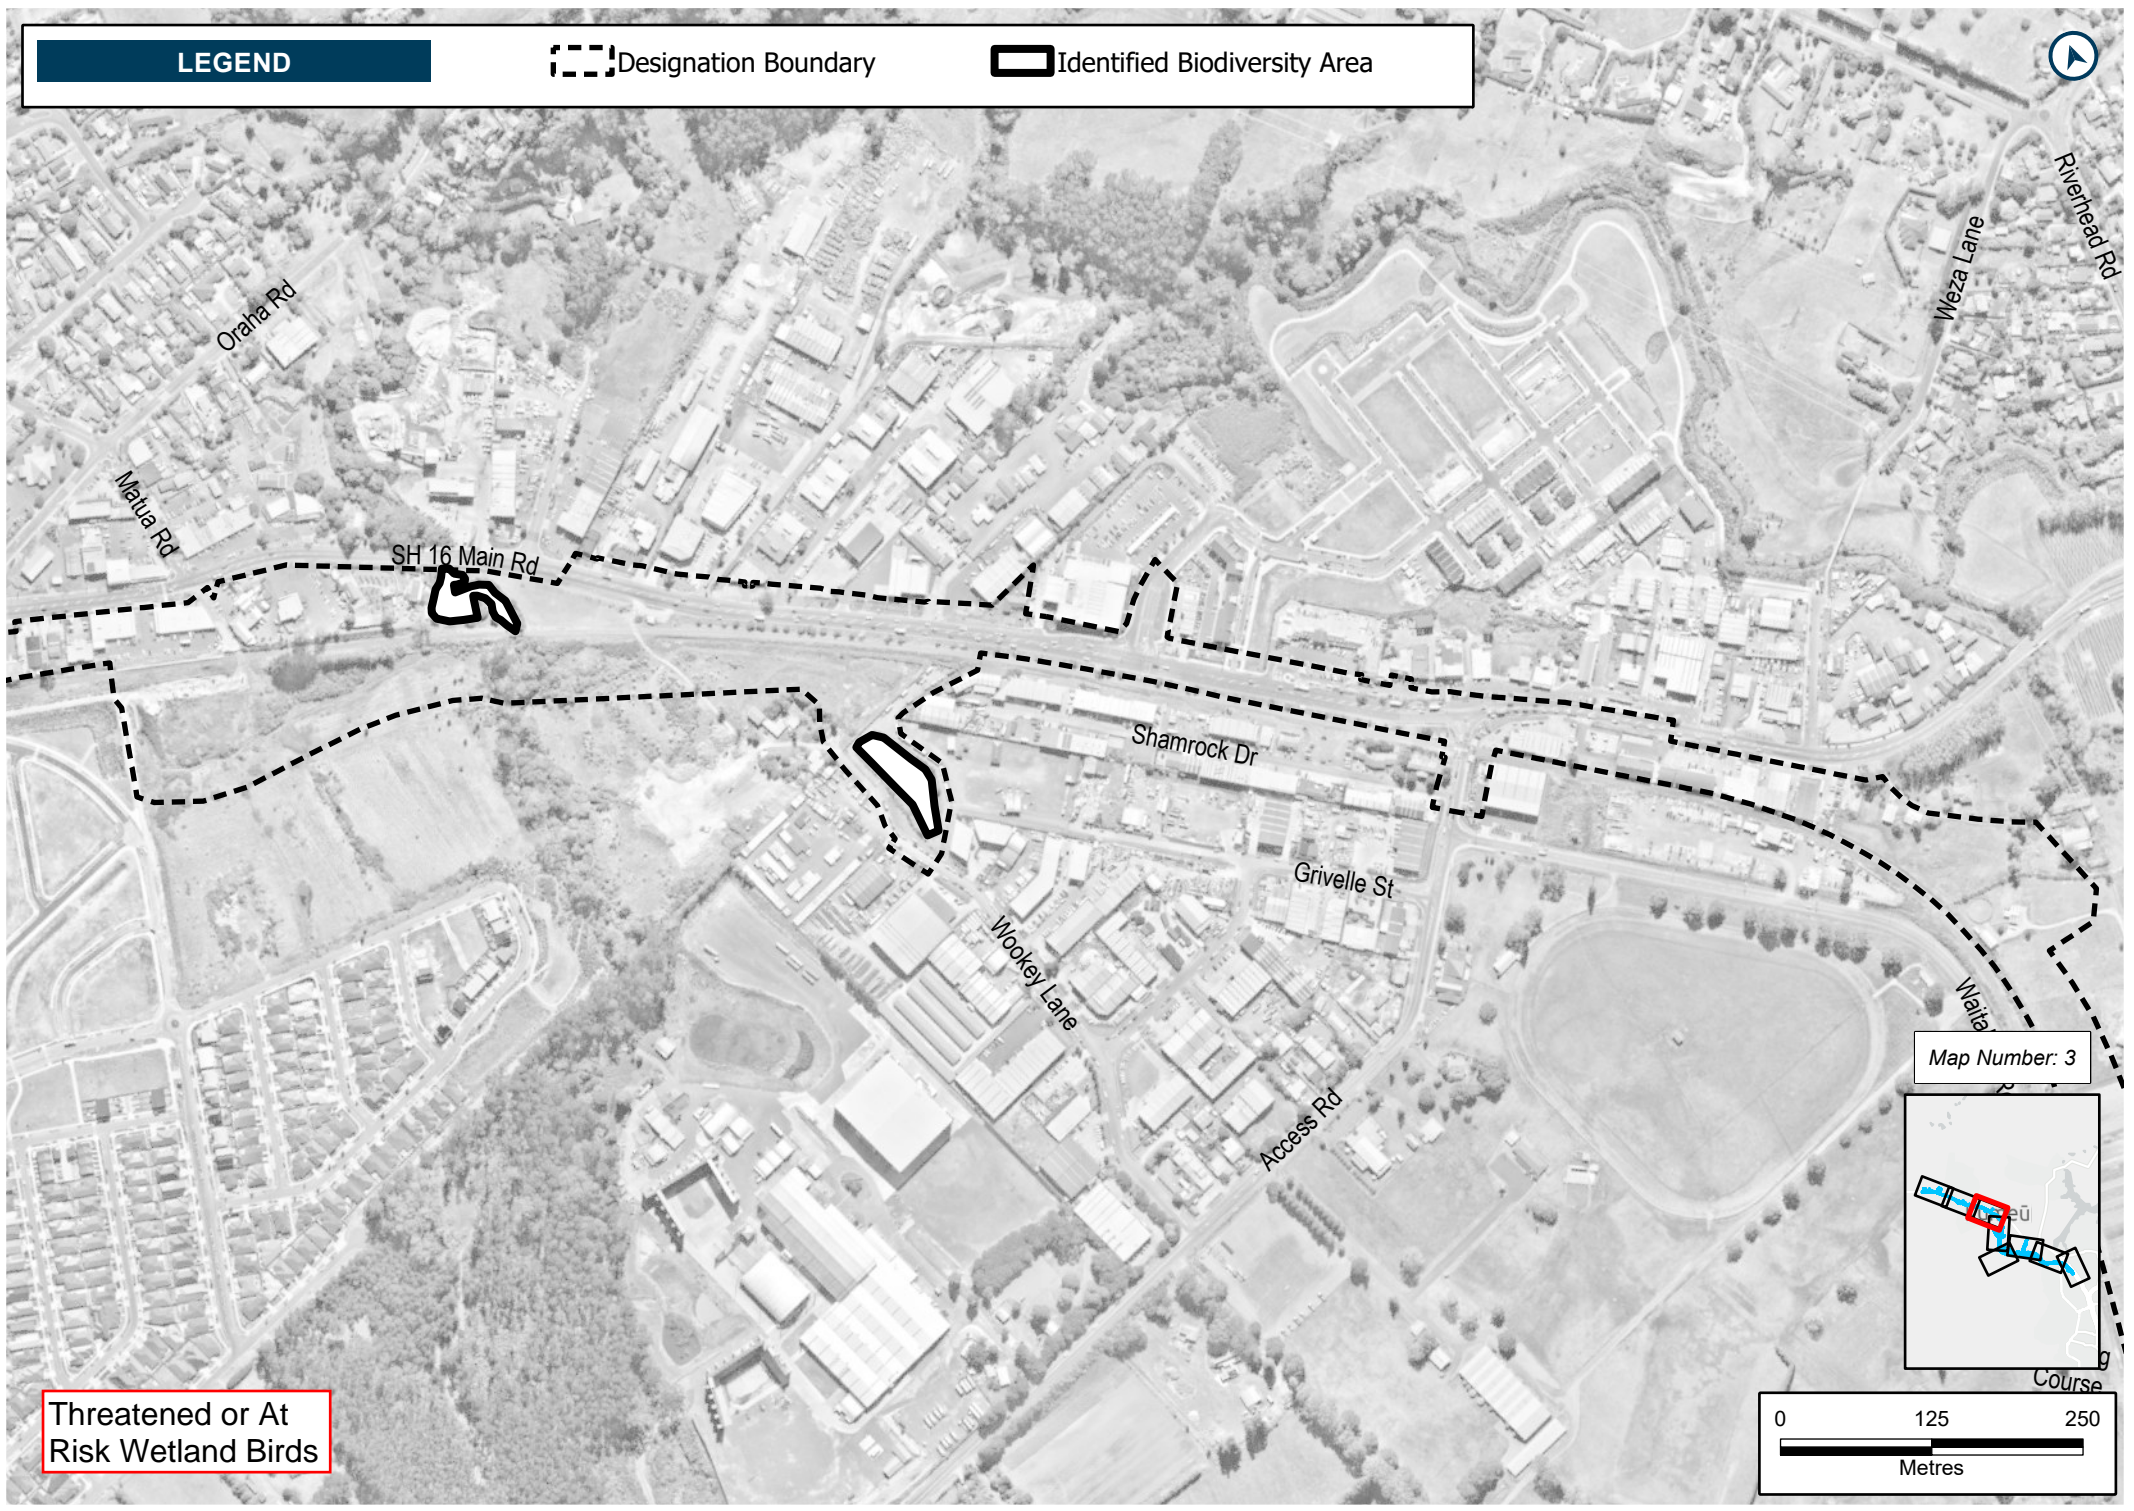 LEGEND
Designation Boundary
Identified Biodiversity Area
Riverhead Rd
Weza Lane
Oraha Rd
Matua Rd
SH 16 Main Rd
Shamrock Dr
Grivelle St
Wookey Lane
Access Rd
Map Number: 3
Course
Threatened or At
Risk Wetland Birds
0 125 250
Metres